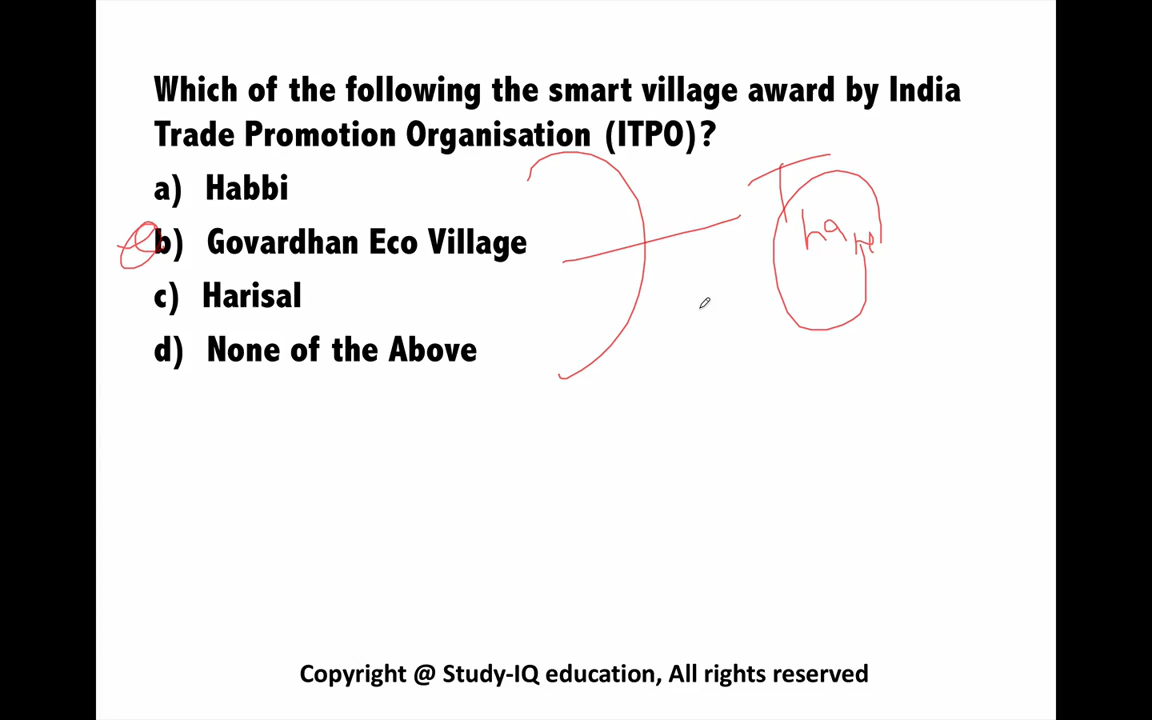 Which of the following the smart village award by India
Trade Promotion Organisation (ITPO)?
a) Habbi
b) Govardhan Eco Village
c) Harisal
d) None of the Above
Thane
Copyright @ Study-IQ education, All rights reserved